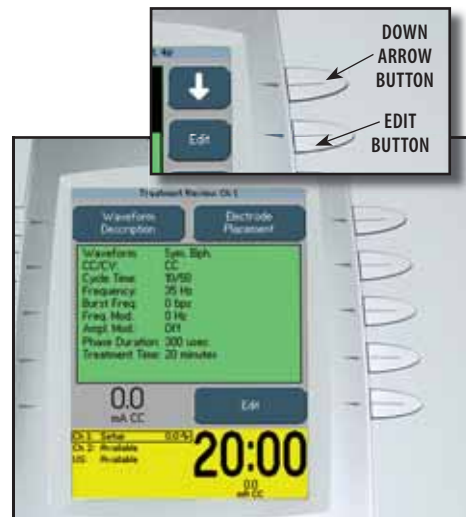 DOWN
ARROW
BUTTON
Edit
EDIT
BUTTON
Treatment Review Ch 1
Waveform
Description
Electrode
Placement
Waveform: Sym. Biph.
CC/CV: CC
Cycle Time: 10/50
Frequency: 35 Hz
Burst Freq: 0 bps
Freq. Mod: 0 Hz
Ampl. Mod: Off
Phase Duration: 300 usec
Treatment Time: 20 minutes
0.0
mA CC
Edit
Ch 1: Setup 0.0
Ch 2: Available
US: Available
20:00
0.0
mA CC